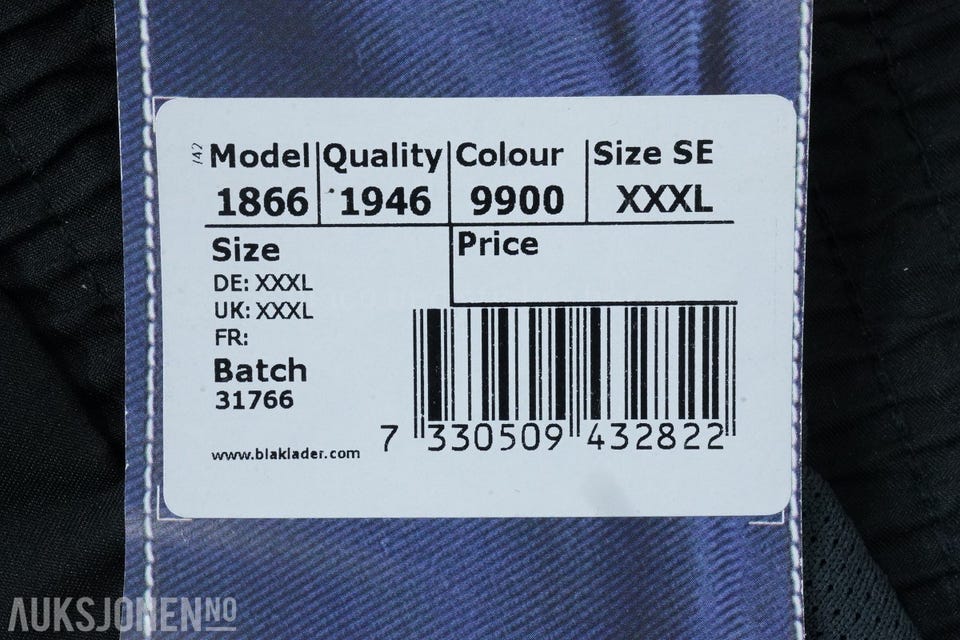 142
Model Quality Colour Size SE
1866 1946 9900 XXXL
Size
Price
DE: XXXL
UK: XXXL
FR:
Batch
31766
7 330509 432822
www.blaklader.com
AUKSJONEN.NO